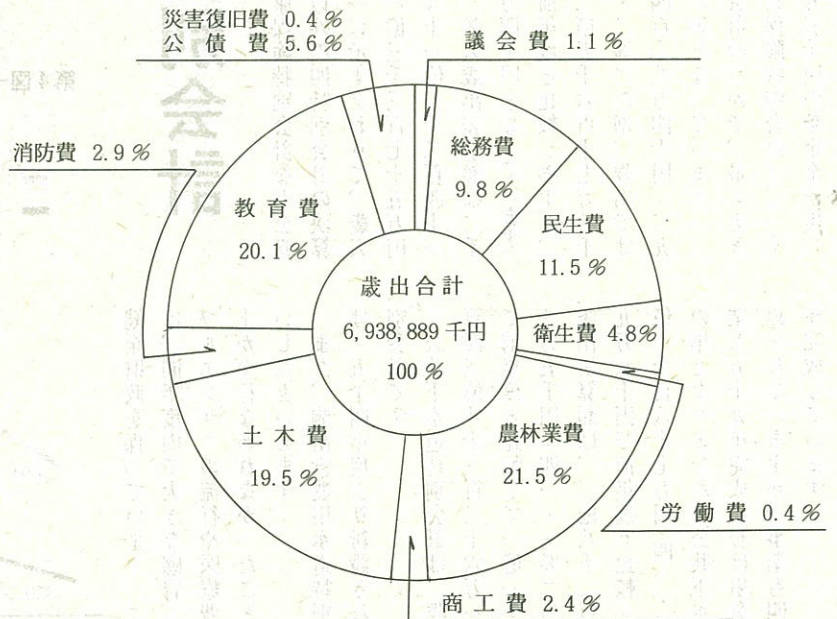 災害復旧費 0.4%
公債費 5.6%
議会費 1.1%
総務費
9.8%
民生費
11.5%
衛生費 4.8%
労働費 0.4%
農林業費
21.5%
商工費 2.4%
土木費
19.5%
消防費 2.9%
教育費
20.1%
歳出合計
6,938,889千円
100%